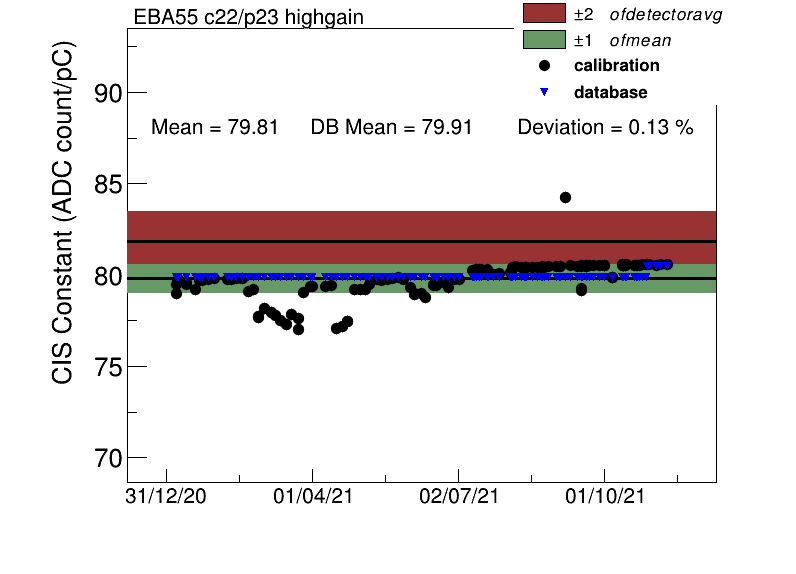 EBA55 c22/p23 highgain
±2 ofdetectoravg
±1 ofmean
calibration
database
Mean = 79.81 DB Mean = 79.91 Deviation = 0.13 %
CIS Constant (ADC count/pC)
90
85
80
75
70
31/12/20 01/04/21 02/07/21 01/10/21